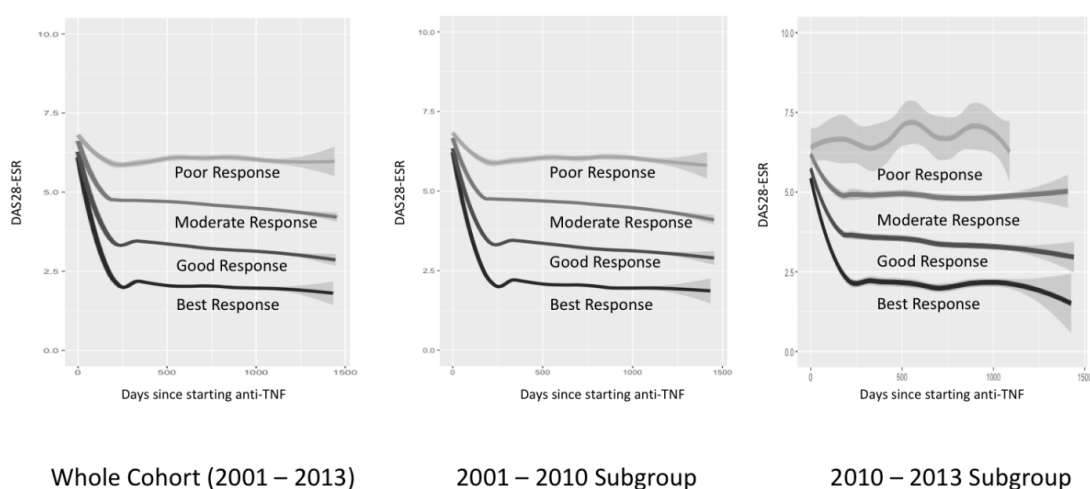 10.0
7.5
5.0
2.5
0.0
DAS28-ESR
Poor Response
Moderate Response
Good Response
Best Response
0
500
1000
1500
Days since starting anti-TNF
Whole Cohort (2001 – 2013)
10.0
7.5
5.0
2.5
0.0
DAS28-ESR
Poor Response
Moderate Response
Good Response
Best Response
0
500
1000
1500
Days since starting anti-TNF
2001 – 2010 Subgroup
10.0
7.5
5.0
2.5
0.0
DAS28-ESR
Poor Response
Moderate Response
Good Response
Best Response
0
500
1000
1500
Days since starting anti-TNF
2010 – 2013 Subgroup